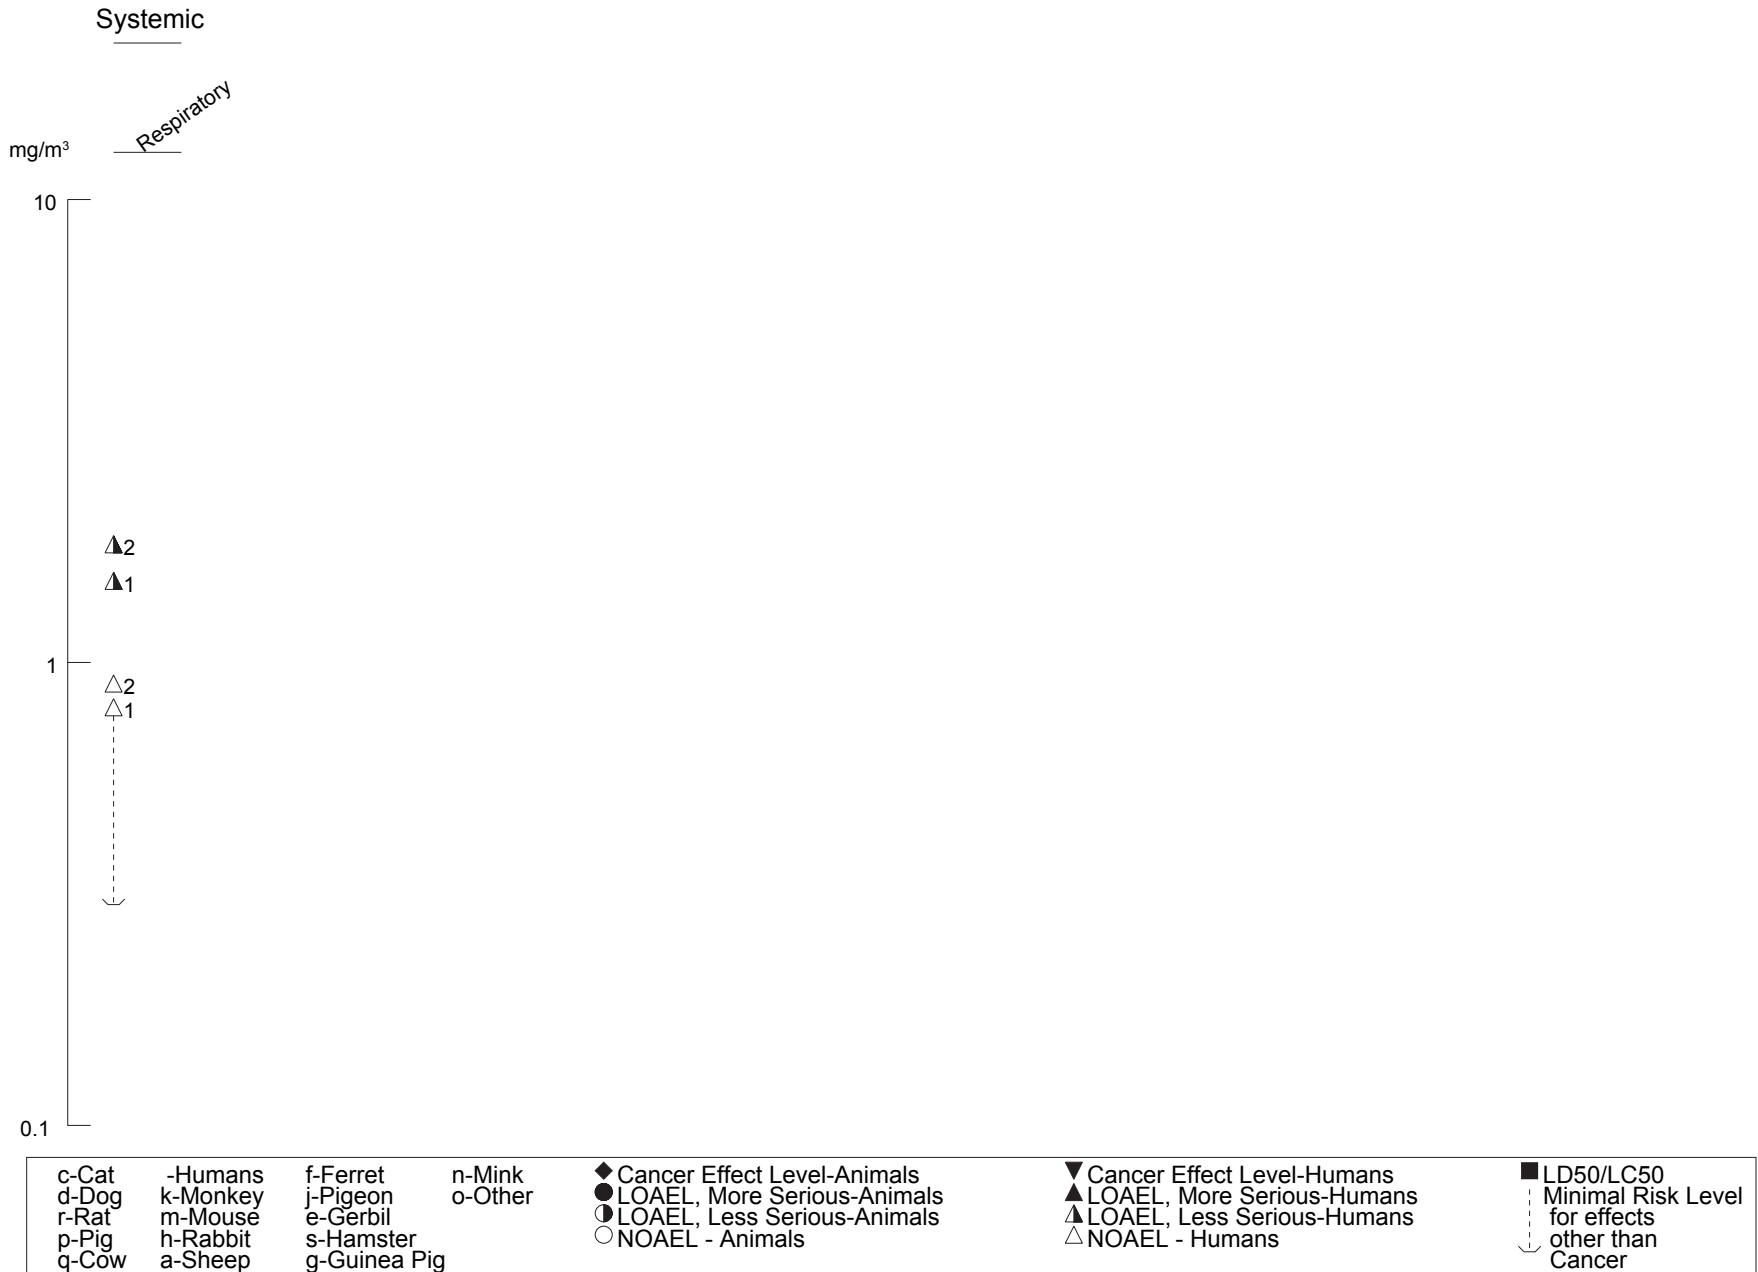 Systemic
Respiratory
mg/m³
10
2
1
1
2
1
0.1
c-Cat -Humans f-Ferret n-Mink ◆ Cancer Effect Level-Animals ▼ Cancer Effect Level-Humans ■ LD50/LC50
d-Dog k-Monkey j-Pigeon o-Other ● LOAEL, More Serious-Animals ▲ LOAEL, More Serious-Humans Minimal Risk Level
r-Rat m-Mouse e-Gerbil ◑ LOAEL, Less Serious-Animals ◮ LOAEL, Less Serious-Humans for effects
p-Pig h-Rabbit s-Hamster ○ NOAEL - Animals △ NOAEL - Humans other than
q-Cow a-Sheep g-Guinea Pig Cancer